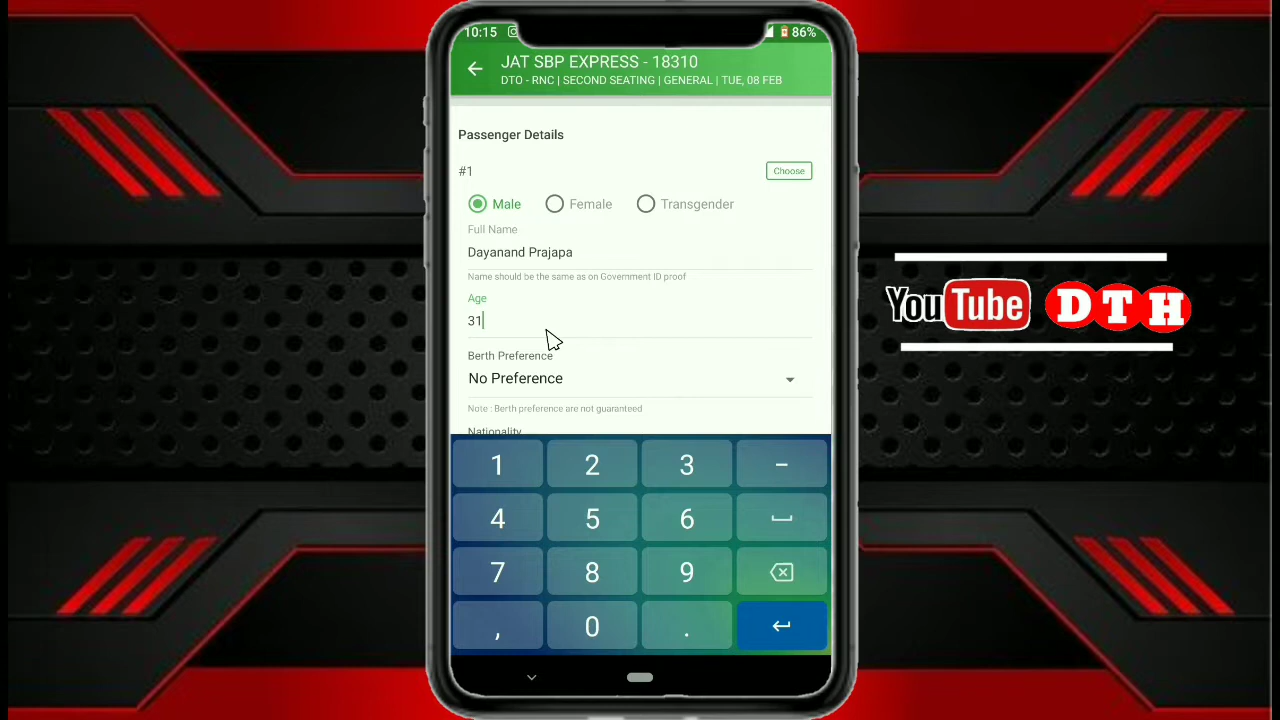 10:15
86%
JAT SBP EXPRESS - 18310
DTO - RNC | SECOND SEATING | GENERAL | TUE, 08 FEB
Passenger Details
#1
Choose
Male
Female
Transgender
Full Name
Dayanand Prajapa
Name should be the same as on Government ID proof
Age
31
Berth Preference
No Preference
Note : Berth preference are not guaranteed
Nationality
1 2 3 -
4 5 6
7 8 9
, 0 .
YouTube DTH